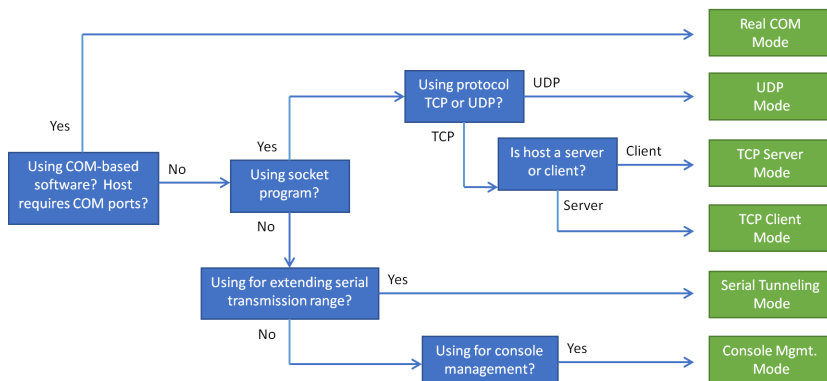 Real COM
Mode
Using protocol
TCP or UDP?
UDP
UDP
Mode
Yes
TCP
Yes
Is host a server
or client?
Client
TCP Server
Mode
Using COM-based
software? Host
requires COM ports?
No
Using socket
program?
Server
TCP Client
Mode
No
Using for extending serial
transmission range?
Yes
Serial Tunneling
Mode
No
Using for console
management?
Yes
Console Mgmt.
Mode